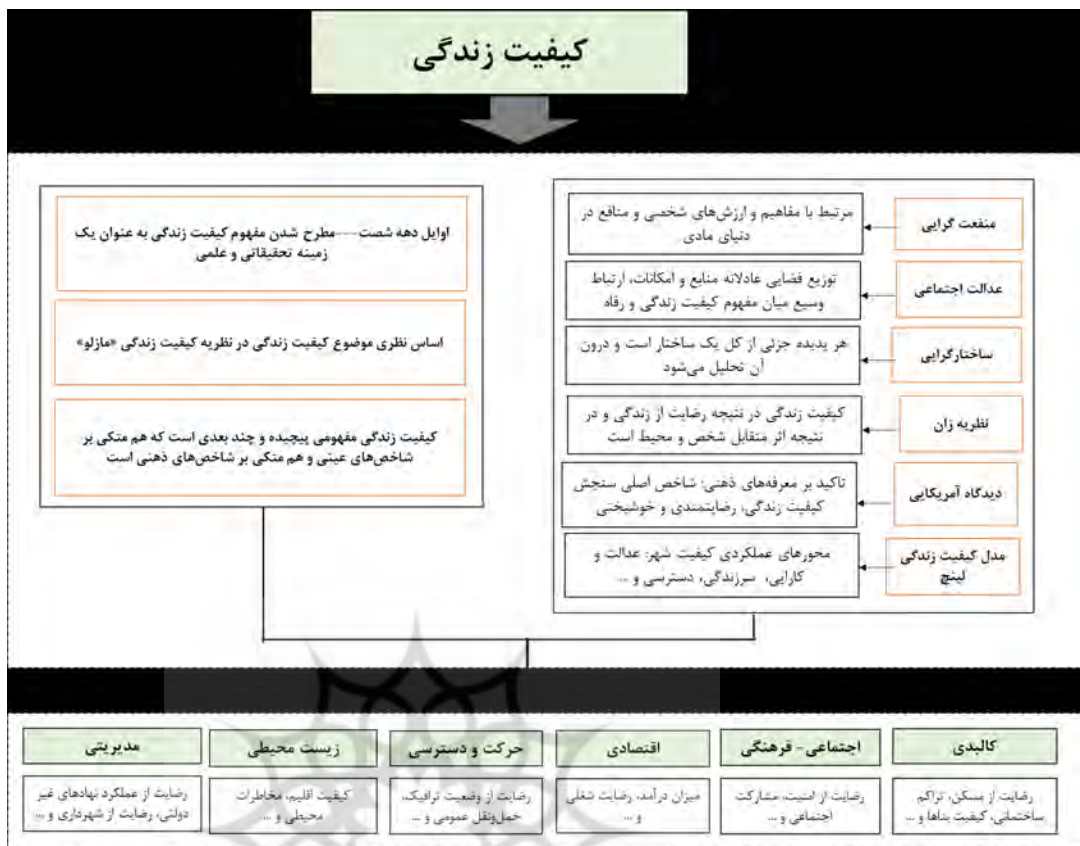 کیفیت زندگی
منفعت گرایی
مرتبط با مفاهیم و ارزش‌های شخصی و منافع در
دنیای مادی
عدالت اجتماعی
توزیع فضایی عادلانه منابع و امکانات، ارتباط
وسیع میان مفهوم کیفیت زندگی و رفاه
ساختارگرایی
هر پدیده جزئی از کل یک ساختار است و درون
آن تحلیل می‌شود
نظریه زان
کیفیت زندگی در نتیجه رضایت از زندگی و در
نتیجه اثر متقابل شخص و محیط است
دیدگاه آمریکایی
تاکید بر معرفه‌های ذهنی: شاخص اصلی سنجش
کیفیت زندگی، رضایتمندی و خوشبختی
مدل کیفیت زندگی
لینچ
محورهای عملکردی کیفیت شهر: عدالت و
کارایی، سرزندگی، دسترسی و ...
اوایل دهه شصت----مطرح شدن مفهوم کیفیت زندگی به عنوان یک
زمینه تحقیقاتی و علمی
اساس نظری موضوع کیفیت زندگی در نظریه کیفیت زندگی «مازلو»
کیفیت زندگی مفهومی پیچیده و چند بعدی است که هم متکی بر
شاخص‌های عینی و هم متکی بر شاخص‌های ذهنی است
کالبدی
رضایت از مسکن، تراکم
ساختمانی، کیفیت بناها و ...
اجتماعی - فرهنگی
رضایت از امنیت، مشارکت
اجتماعی و ...
اقتصادی
میزان درآمد، رضایت شغلی
و ...
حرکت و دسترسی
رضایت از وضعیت ترافیک،
حمل‌ونقل عمومی و ...
زیست محیطی
کیفیت اقلیم، مخاطرات
محیطی و ...
مدیریتی
رضایت از عملکرد نهادهای غیر
دولتی، رضایت از شهرداری و ...